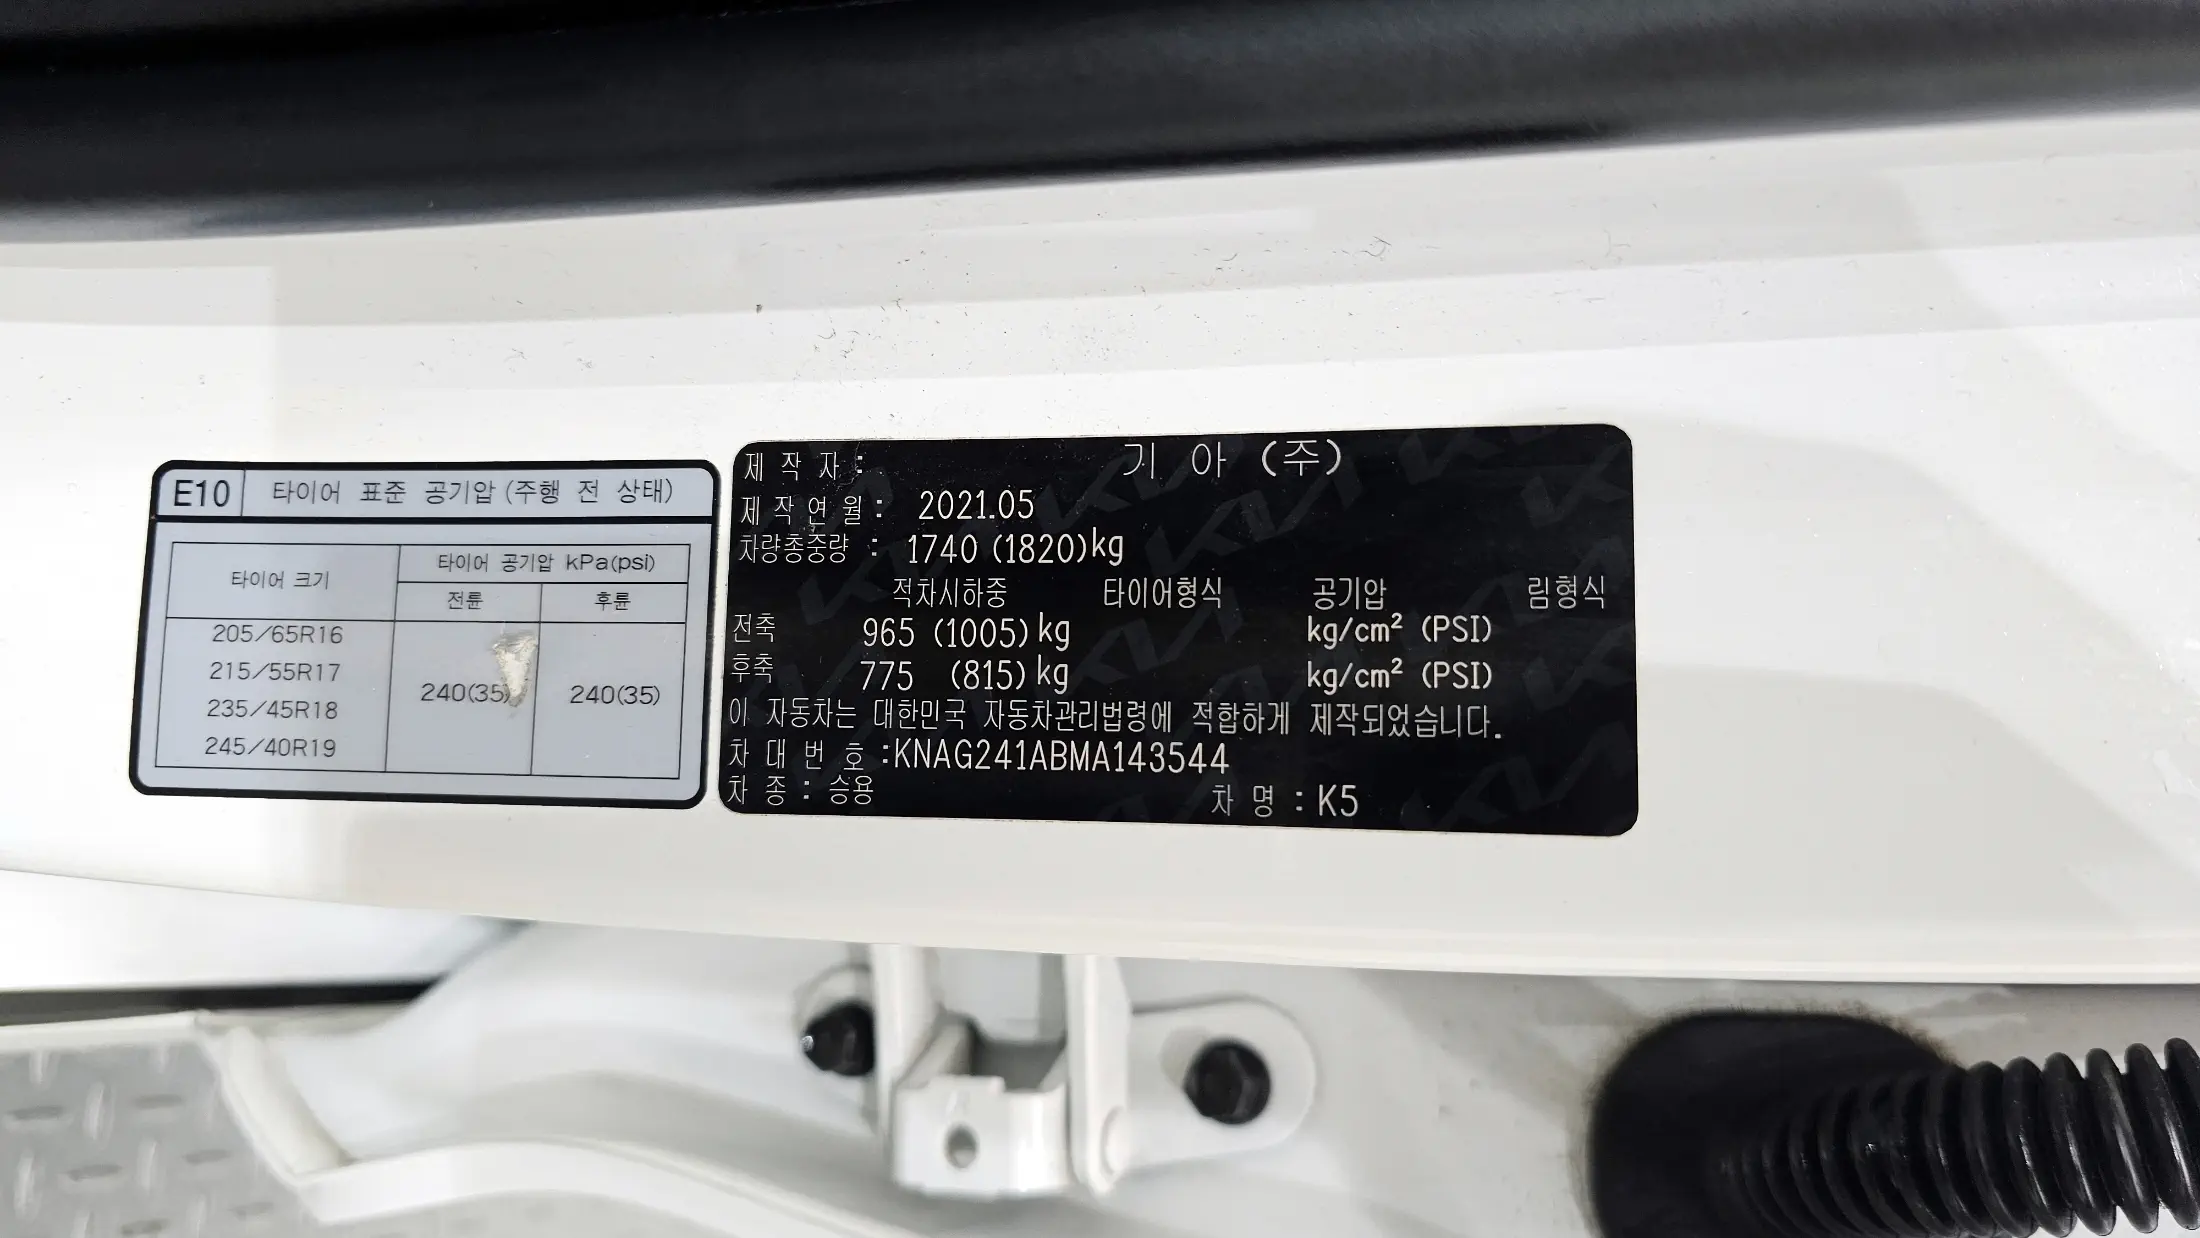 E10 타이어 표준 공기압 (주행 전 상태)
타이어 크기 타이어 공기압 kPa(psi)
전륜 후륜
205/65R16
215/55R17
235/45R18
245/40R19
240(35) 240(35)
제 작 자 : 기 아 (주)
제 작 연 월 : 2021.05
차량총중량 : 1740 (1820)kg
적차시하중 타이어형식 공기압 림형식
전축 965 (1005)kg kg/cm² (PSI)
후축 775 (815)kg kg/cm² (PSI)
이 자동차는 대한민국 자동차관리법령에 적합하게 제작되었습니다.
차 대 번 호 :KNAG241ABMA143544
차 종 : 승용 차 명 : K5